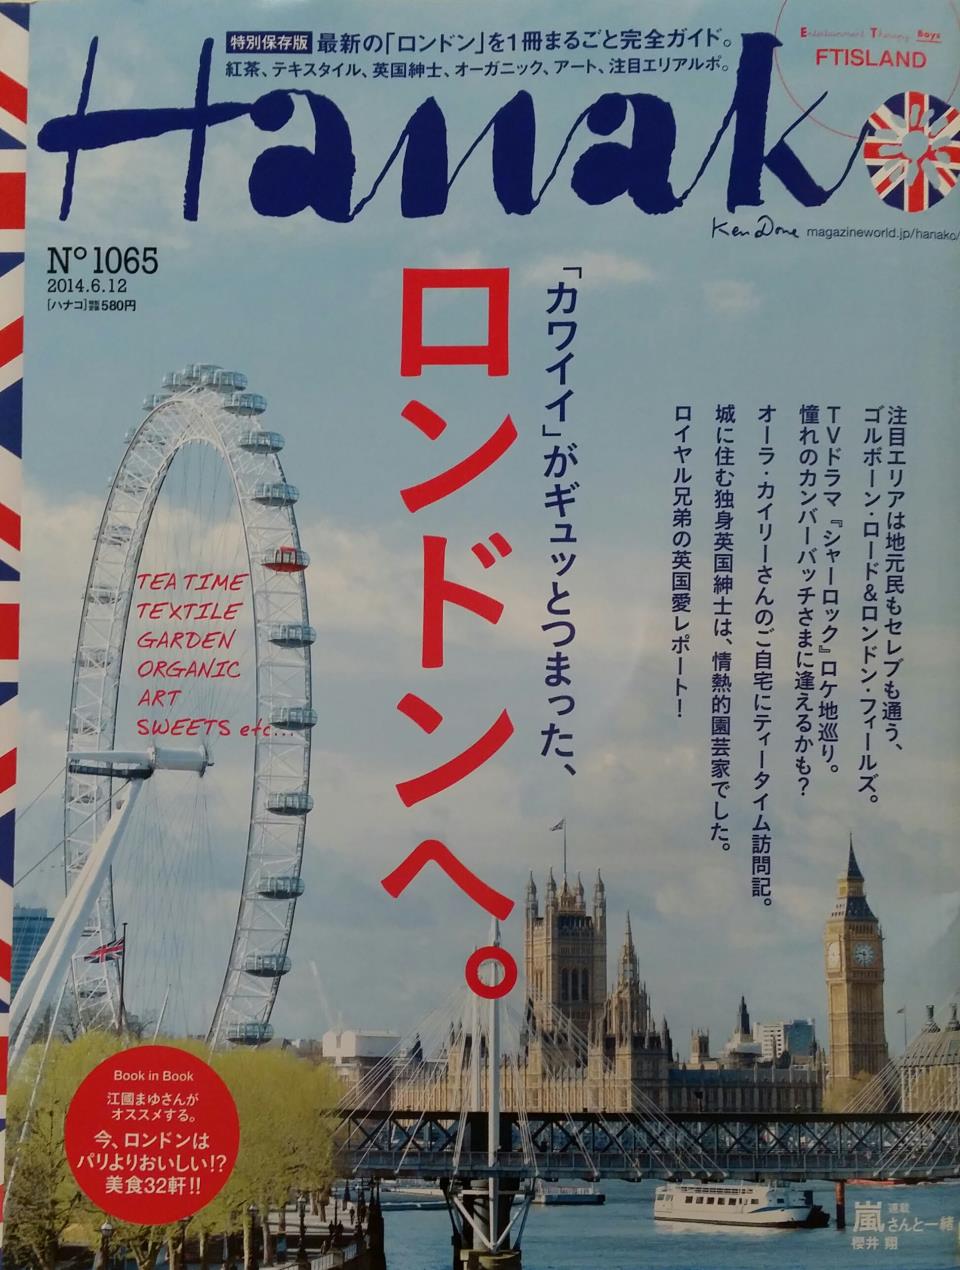 特別保存版 最新の「ロンドン」を1冊まるごと完全ガイド。
紅茶、テキスタイル、英国紳士、オーガニック、アート、注目エリアルポ。
Entertainment Therapy Boys
FTISLAND
Hanako
Ken Done magazineworld.jp/hanako/
Nº 1065
2014.6.12
[ハナコ]特別定価580円
「カワイイ」がギュッとつまった、
ロンドンへ。
注目エリアは地元民もセレブも通う、
ゴルボーン・ロード&ロンドン・フィールズ。
TVドラマ『シャーロック』ロケ地巡り。
憧れのカンバーバッチさまに逢えるかも?
オーラ・カイリーさんのご自宅にティータイム訪問記。
城に住む独身英国紳士は、情熱的園芸家でした。
ロイヤル兄弟の英国愛レポート!
TEA TIME
TEXTILE
GARDEN
ORGANIC
ART
SWEETS etc...
Book in Book
江國まゆさんが
オススメする。
今、ロンドンは
パリよりおいしい!?
美食32軒!!
連載
嵐さんと一緒
櫻井 翔